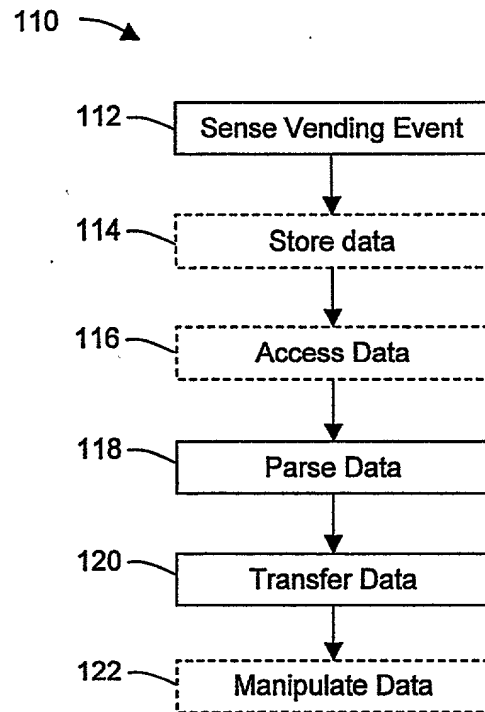 110
112 Sense Vending Event
114 Store data
116 Access Data
118 Parse Data
120 Transfer Data
122 Manipulate Data